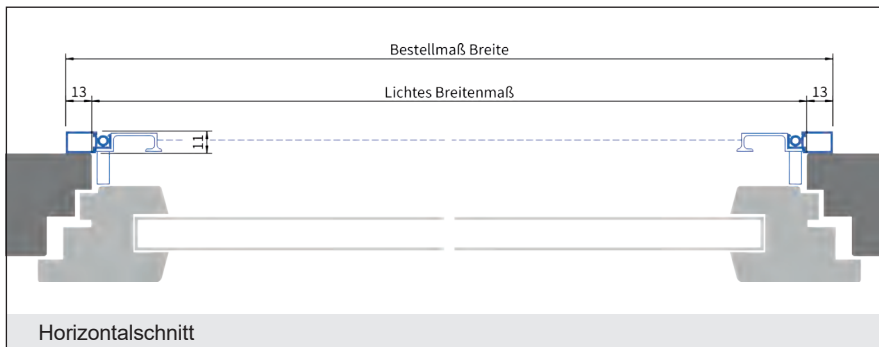 Bestellmaß Breite
13 Lichtes Breitenmaß 13
11
Horizontalschnitt